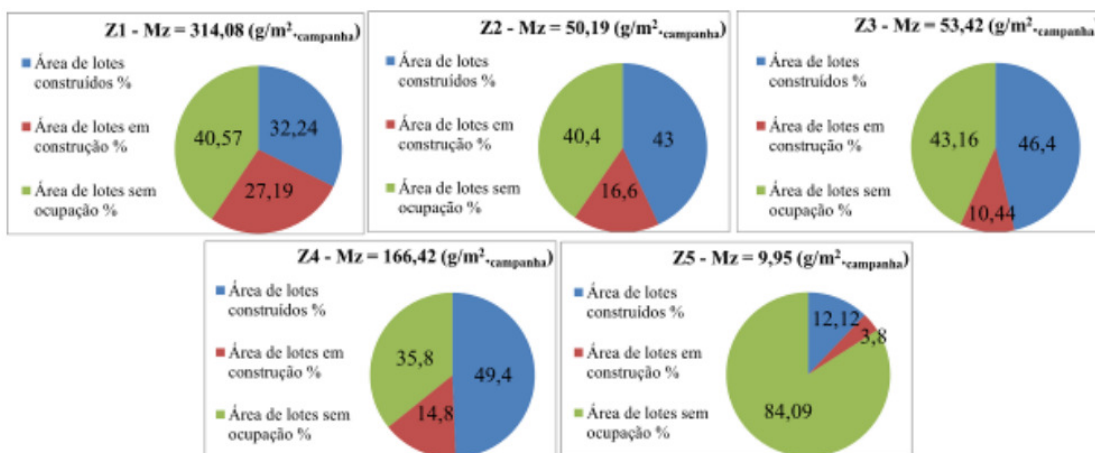 Z1 - Mz = 314,08 (g/m².campanha)
Área de lotes
construídos %
Área de lotes em
construção %
Área de lotes sem
ocupação %
40,57
32,24
27,19
Z2 - Mz = 50,19 (g/m².campanha)
Área de lotes
construídos %
Área de lotes em
construção %
Área de lotes sem
ocupação %
40,4
43
16,6
Z3 - Mz = 53,42 (g/m².campanha)
Área de lotes
construídos %
Área de lotes em
construção %
Área de lotes sem
ocupação %
43,16
46,4
10,44
Z4 - Mz = 166,42 (g/m².campanha)
Área de lotes
construídos %
Área de lotes em
construção %
Área de lotes sem
ocupação %
35,8
49,4
14,8
Z5 - Mz = 9,95 (g/m².campanha)
Área de lotes
construídos %
Área de lotes em
construção %
Área de lotes sem
ocupação %
12,12
3,8
84,09